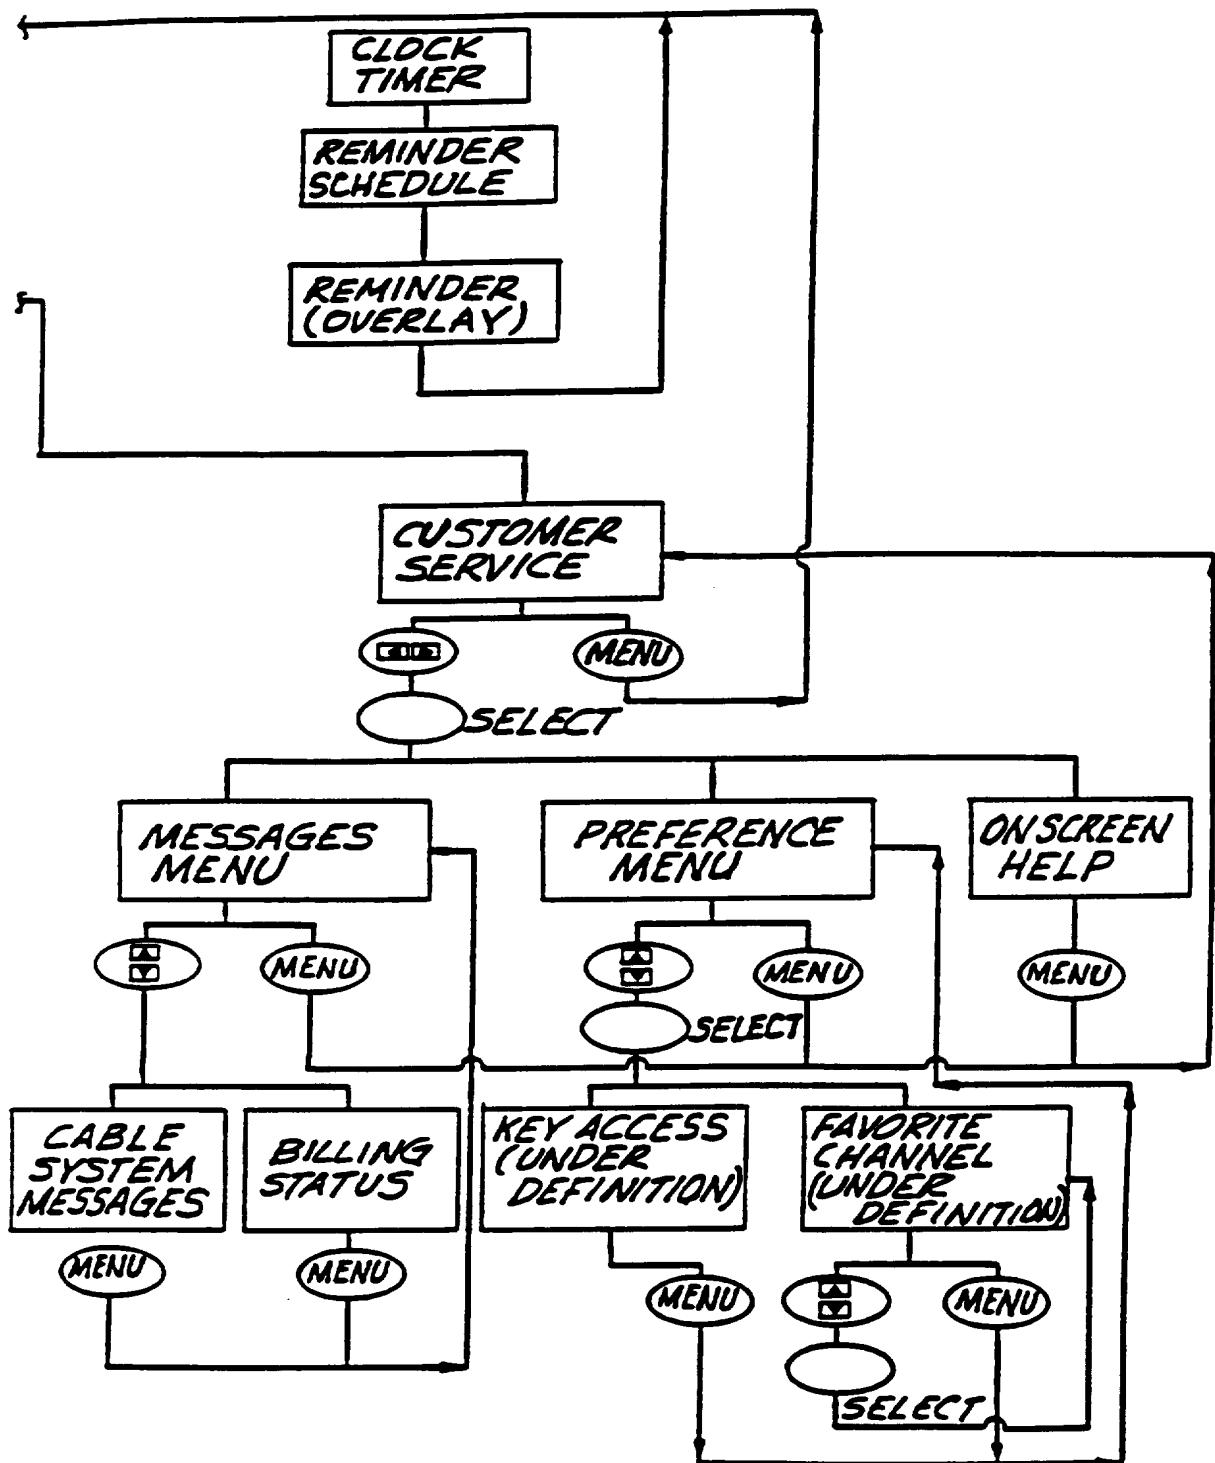 CLOCK
TIMER
REMINDER
SCHEDULE
REMINDER
(OVERLAY)
CUSTOMER
SERVICE
MENU
SELECT
MESSAGES
MENU
PREFERENCE
MENU
ON SCREEN
HELP
MENU
MENU
MENU
SELECT
CABLE
SYSTEM
MESSAGES
BILLING
STATUS
KEY ACCESS
(UNDER
DEFINITION)
FAVORITE
CHANNEL
(UNDER
DEFINITION)
MENU
MENU
MENU
MENU
SELECT